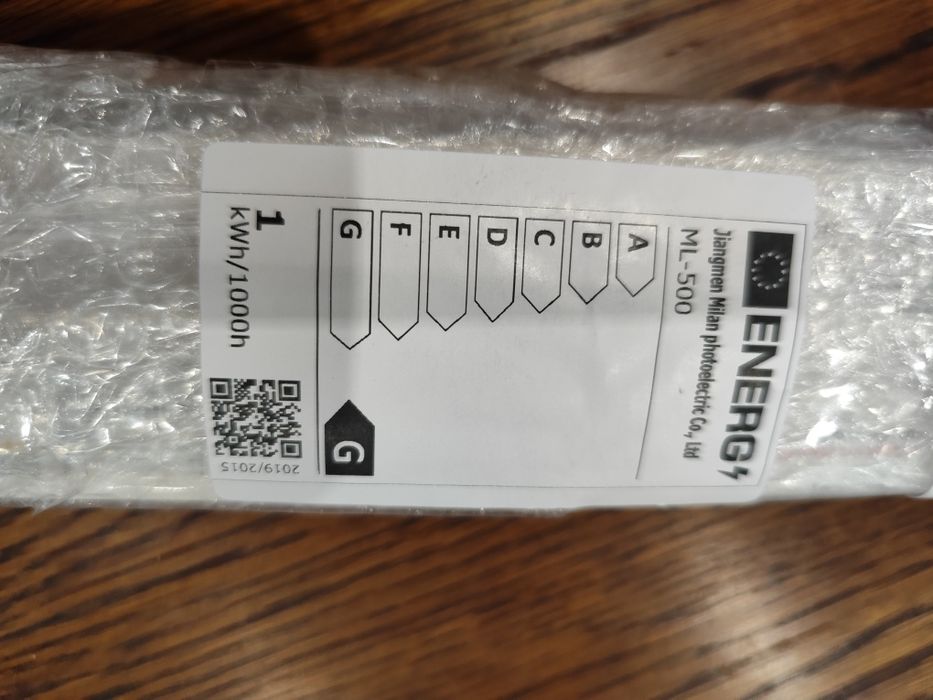 ENERG
Jiangmen Milan photoelectric Co., Ltd
ML-500
A
B
C
D
E
F
G
G
1
kWh/1000h
2019/2015